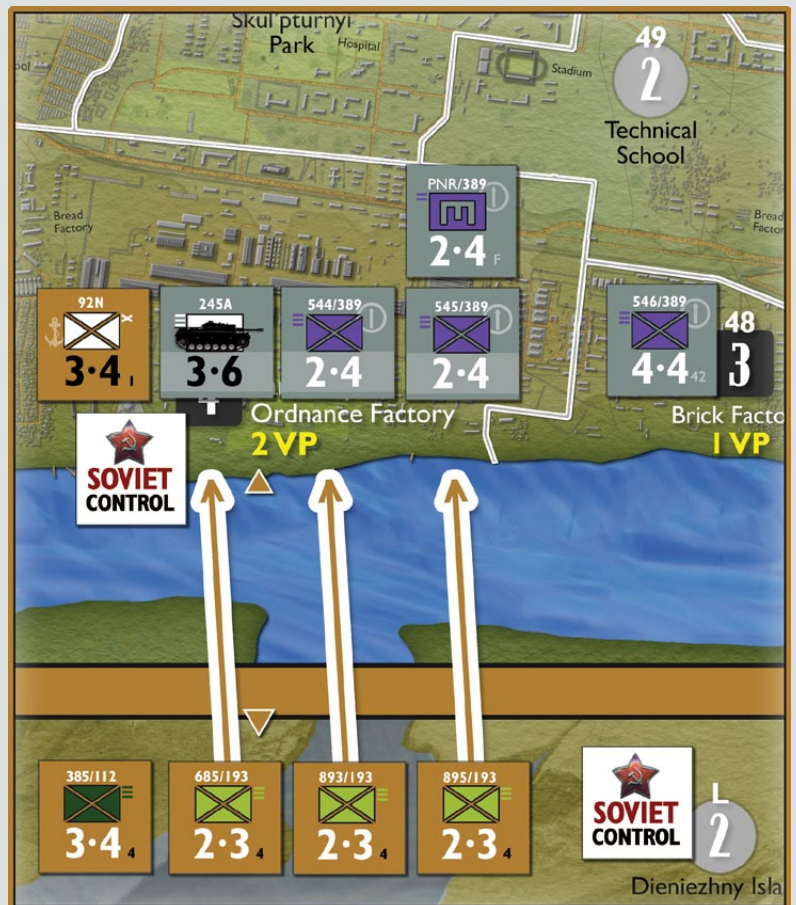 Skul'pturnyi
Park
Hospital
Stadium
49
2
Technical
School
Bread
Factory
PNR/389
2·4 F
92N
3·4 1
245A
3·6
544/389
2·4
545/389
2·4
546/389
4·4 42
48
3
Ordnance Factory
2 VP
Brick Facto
1 VP
SOVIET
CONTROL
385/112
3·4 4
685/193
2·3 4
893/193
2·3 4
895/193
2·3 4
SOVIET
CONTROL
L
2
Dieniezhny Isla